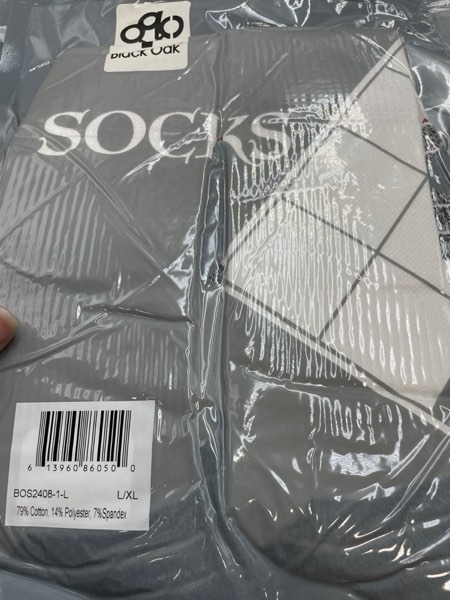 Black Oak
SOCKS
6 13960 86050 0
BOS2408-1-L L/XL
79% Cotton, 14% Polyester, 7%Spandex